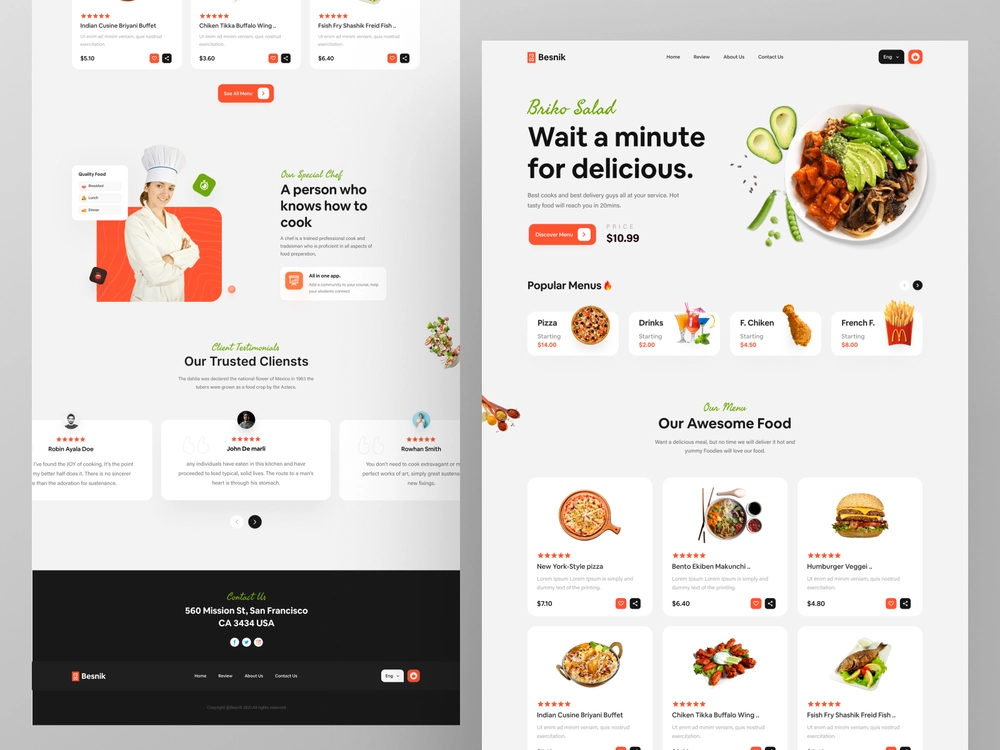 Indian Cusine Briyani Buffet
Ut enim ad minim veniam, quis nostrud
exercitation.
$5.10
Chiken Tikka Buffalo Wing ..
Ut enim ad minim veniam, quis nostrud
exercitation.
$3.60
Fsish Fry Shashik Freid Fish ..
Ut enim ad minim veniam, quis nostrud
exercitation.
$6.40
See All Menu
Quality Food
Breakfast
Lunch
Dinner
Our Special Chef
A person who
knows how to
cook
A chef is a trained professional cook and
tradesman who is proficient in all aspects of
food preparation.
All in one app.
Add a community to your course, help
your students connect
Client Testimonials
Our Trusted Cliensts
The dahlia was declared the national flower of Mexico in 1963 the
tubers were grown as a food crop by the Aztecs.
Robin Ayala Doe
I've found the JOY of cooking. It's the point
my better half does it. There is no sincerer
than the adoration for sustenance.
John De marli
any individuals have eaten in this kitchen and have
proceeded to lead typical, solid lives. The route to a man's
heart is through his stomach.
Rowhan Smith
You don't need to cook extravagant or
perfect works of art, simply great
new fixings.
Contact Us
560 Mission St, San Francisco
CA 3434 USA
Besnik
Home
Review
About Us
Contact Us
Eng
Besnik
Home
Review
About Us
Contact Us
Eng
Briko Salad
Wait a minute
for delicious.
Best cooks and best delivery guys all at your service. Hot
tasty food will reach you in 20mins.
Discover Menu
PRICE
$10.99
Popular Menus
Pizza
Starting
$14.00
Drinks
Starting
$2.00
F. Chiken
Starting
$4.50
French F.
Starting
$8.00
Our Menu
Our Awesome Food
Want a delicious meal, but no time we will deliver it hot and
yummy Foodies will love our food.
New York-Style pizza
Lorem Ipsum Lorem Ipsum is simply and
dummy text of the printing.
$7.10
Bento Ekiben Makunchi ..
Lorem Ipsum Lorem Ipsum is simply and
dummy text of the printing.
$6.40
Humburger Veggei ..
Ut enim ad minim veniam, quis nostrud
exercitation.
$4.80
Indian Cusine Briyani Buffet
Ut enim ad minim veniam, quis nostrud
exercitation.
Chiken Tikka Buffalo Wing ..
Ut enim ad minim veniam, quis nostrud
exercitation.
Fsish Fry Shashik Freid Fish ..
Ut enim ad minim veniam, quis nostrud
exercitation.